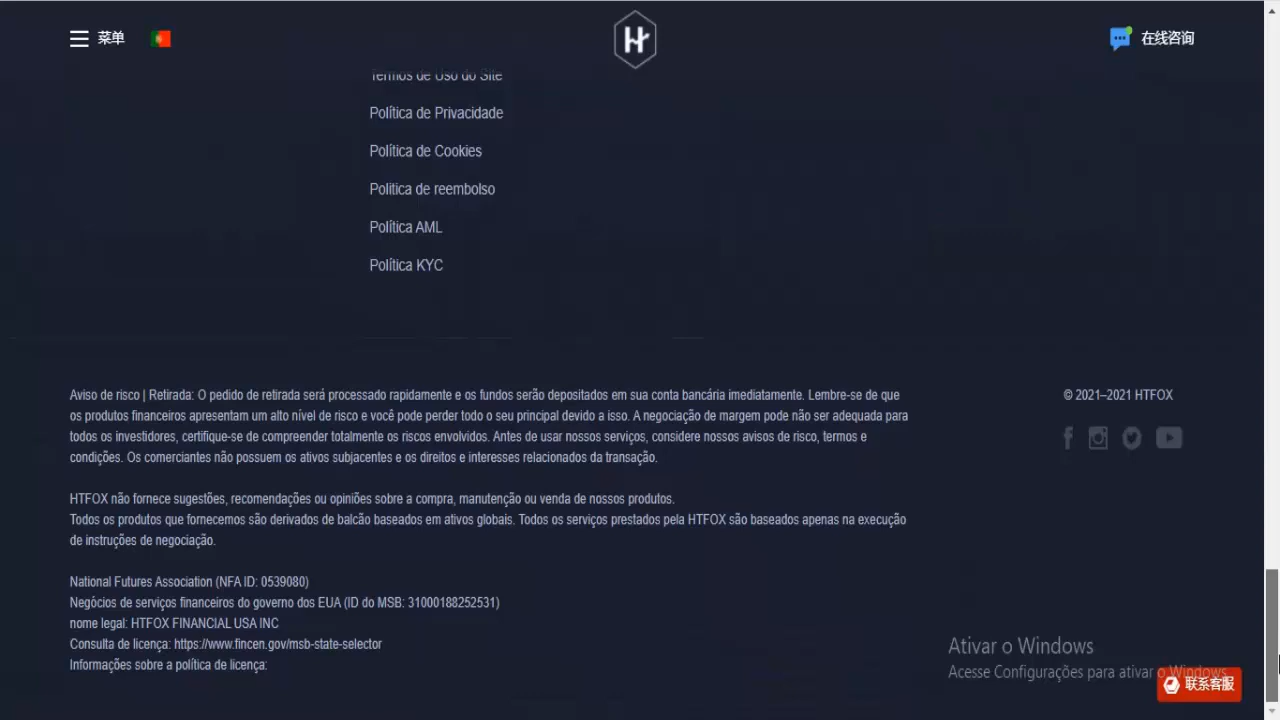 菜单
在线咨询
Termos de Uso do Site
Política de Privacidade
Política de Cookies
Politica de reembolso
Política AML
Política KYC
Aviso de risco | Retirada: O pedido de retirada será processado rapidamente e os fundos serão depositados em sua conta bancária imediatamente. Lembre-se de que
os produtos financeiros apresentam um alto nível de risco e você pode perder todo o seu principal devido a isso. A negociação de margem pode não ser adequada para
todos os investidores, certifique-se de compreender totalmente os riscos envolvidos. Antes de usar nossos serviços, considere nossos avisos de risco, termos e
condições. Os comerciantes não possuem os ativos subjacentes e os direitos e interesses relacionados da transação.
© 2021–2021 HTFOX
HTFOX não fornece sugestões, recomendações ou opiniões sobre a compra, manutenção ou venda de nossos produtos.
Todos os produtos que fornecemos são derivados de balcão baseados em ativos globais. Todos os serviços prestados pela HTFOX são baseados apenas na execução
de instruções de negociação.
National Futures Association (NFA ID: 0539080)
Negócios de serviços financeiros do governo dos EUA (ID do MSB: 31000188252531)
nome legal: HTFOX FINANCIAL USA INC
Consulta de licença: https://www.fincen.gov/msb-state-selector
Informações sobre a política de licença:
Ativar o Windows
Acesse Configurações para ativar o Windows.
联系客服